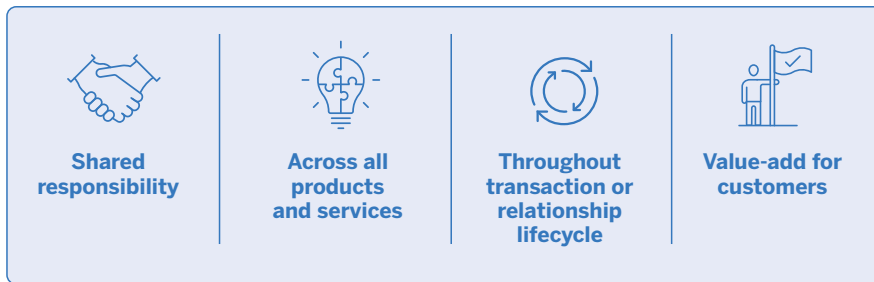 Shared
responsibility
Across all
products
and services
Throughout
transaction or
relationship
lifecycle
Value-add for
customers